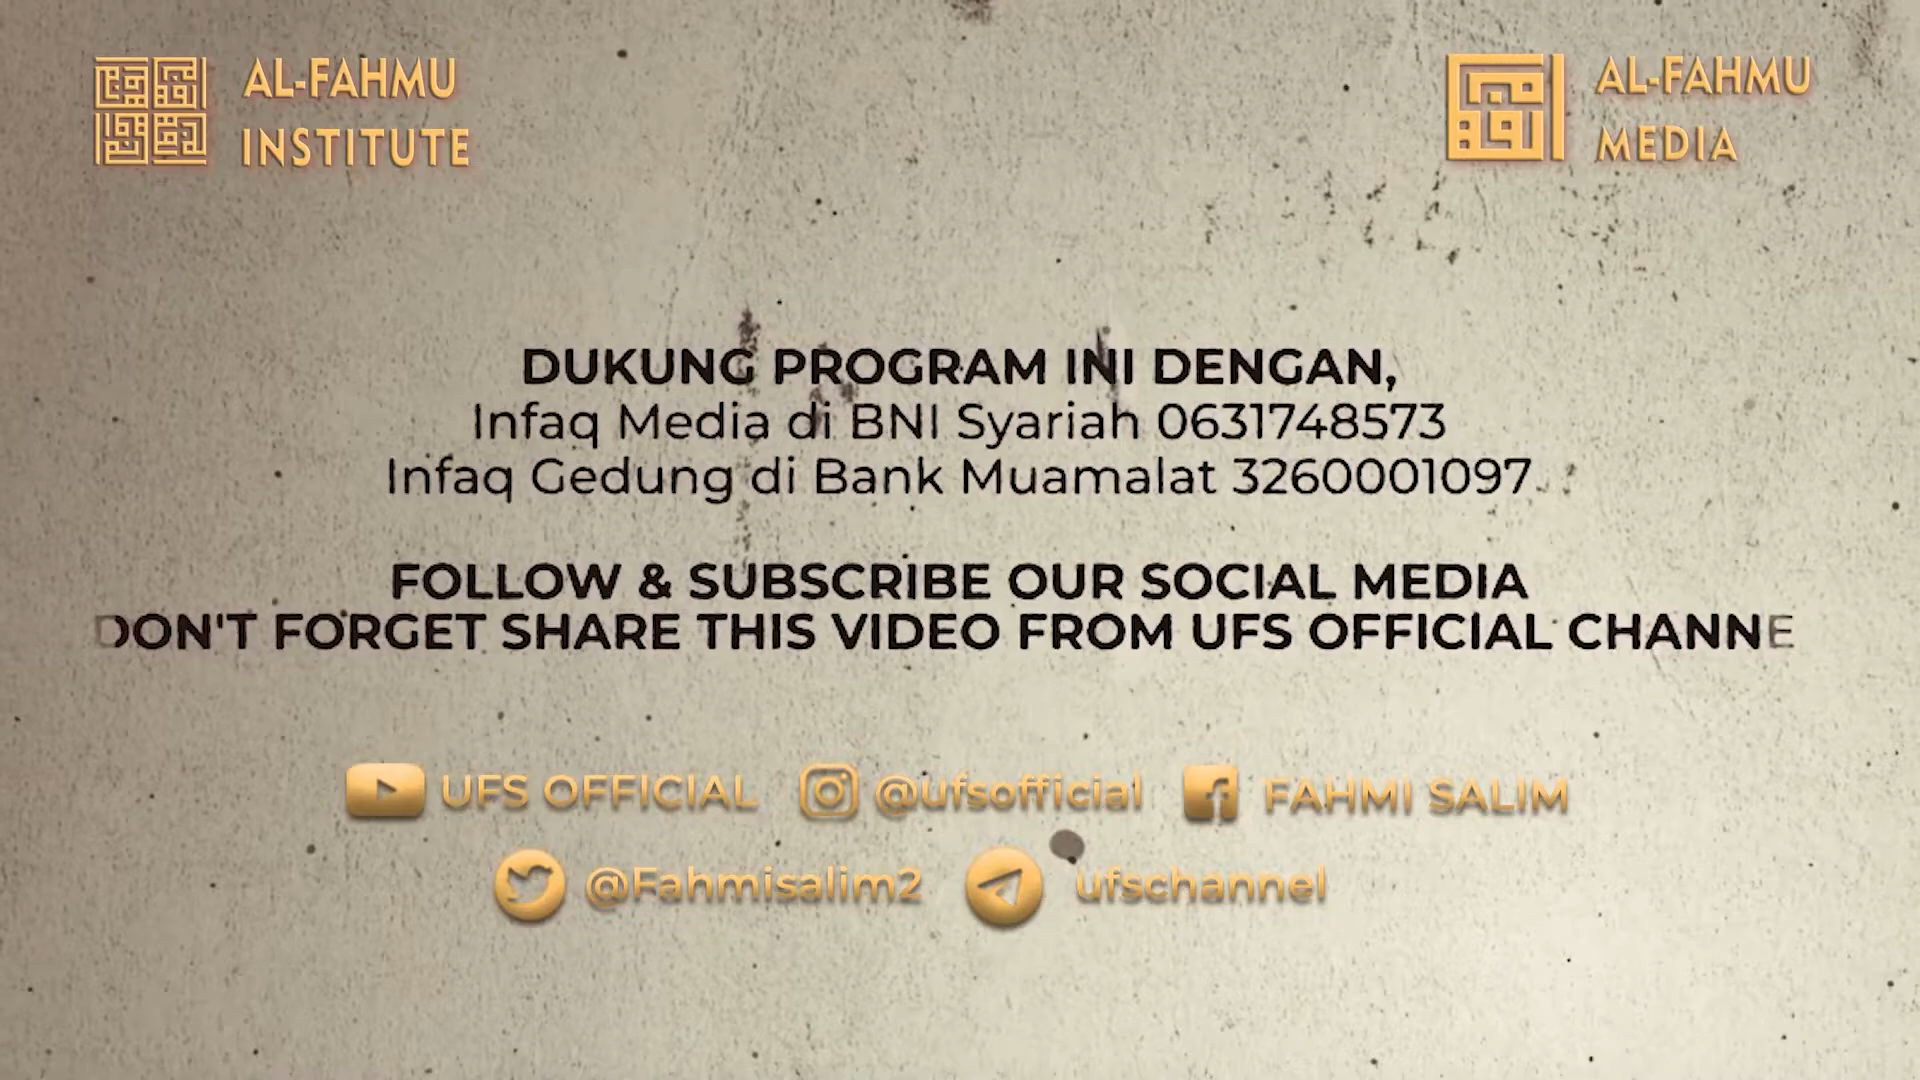 AL-FAHMU
INSTITUTE
AL-FAHMU
MEDIA
DUKUNG PROGRAM INI DENGAN,
Infaq Media di BNI Syariah 0631748573
Infaq Gedung di Bank Muamalat 3260001097
FOLLOW & SUBSCRIBE OUR SOCIAL MEDIA
DON'T FORGET SHARE THIS VIDEO FROM UFS OFFICIAL CHANNE
UFS OFFICIAL @ufsofficial FAHMI SALIM
@Fahmisalim2 ufschannel